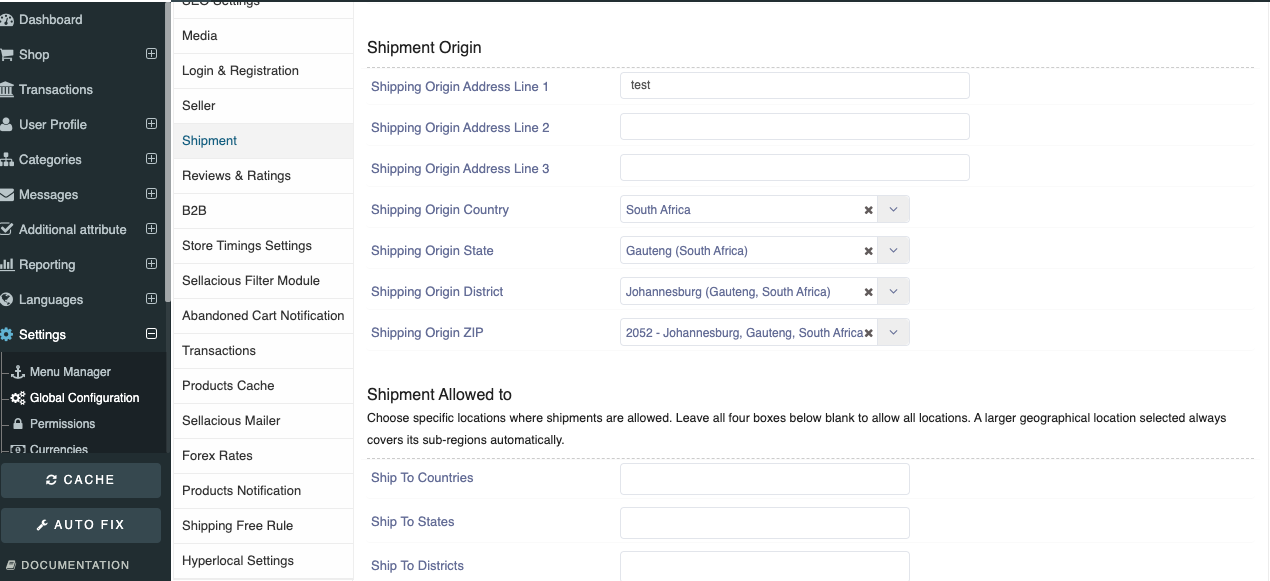 Dashboard
Shop
Transactions
User Profile
Categories
Messages
Additional attribute
Reporting
Languages
Settings
Menu Manager
Global Configuration
Permissions
Currencies
CACHE
AUTO FIX
DOCUMENTATION
SEO Settings
Media
Login & Registration
Seller
Shipment
Reviews & Ratings
B2B
Store Timings Settings
Sellacious Filter Module
Abandoned Cart Notification
Transactions
Products Cache
Sellacious Mailer
Forex Rates
Products Notification
Shipping Free Rule
Hyperlocal Settings
Shipment Origin
Shipping Origin Address Line 1
test
Shipping Origin Address Line 2
Shipping Origin Address Line 3
Shipping Origin Country
South Africa
Shipping Origin State
Gauteng (South Africa)
Shipping Origin District
Johannesburg (Gauteng, South Africa)
Shipping Origin ZIP
2052 - Johannesburg, Gauteng, South Africa
Shipment Allowed to
Choose specific locations where shipments are allowed. Leave all four boxes below blank to allow all locations. A larger geographical location selected always
covers its sub-regions automatically.
Ship To Countries
Ship To States
Ship To Districts